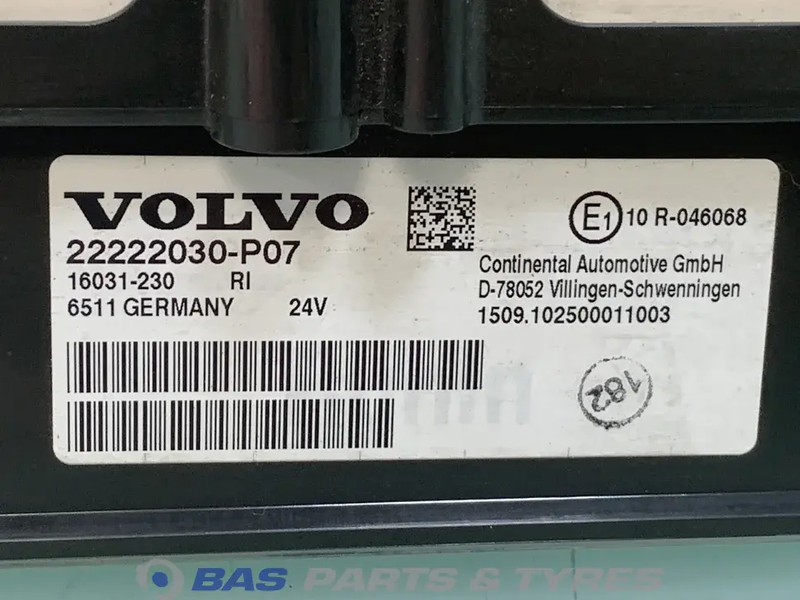 VOLVO
22222030-P07
16031-230 RI
6511 GERMANY 24V
E1 10 R-046068
Continental Automotive GmbH
D-78052 Villingen-Schwenningen
1509.102500011003
182
BAS PARTS & TYRES